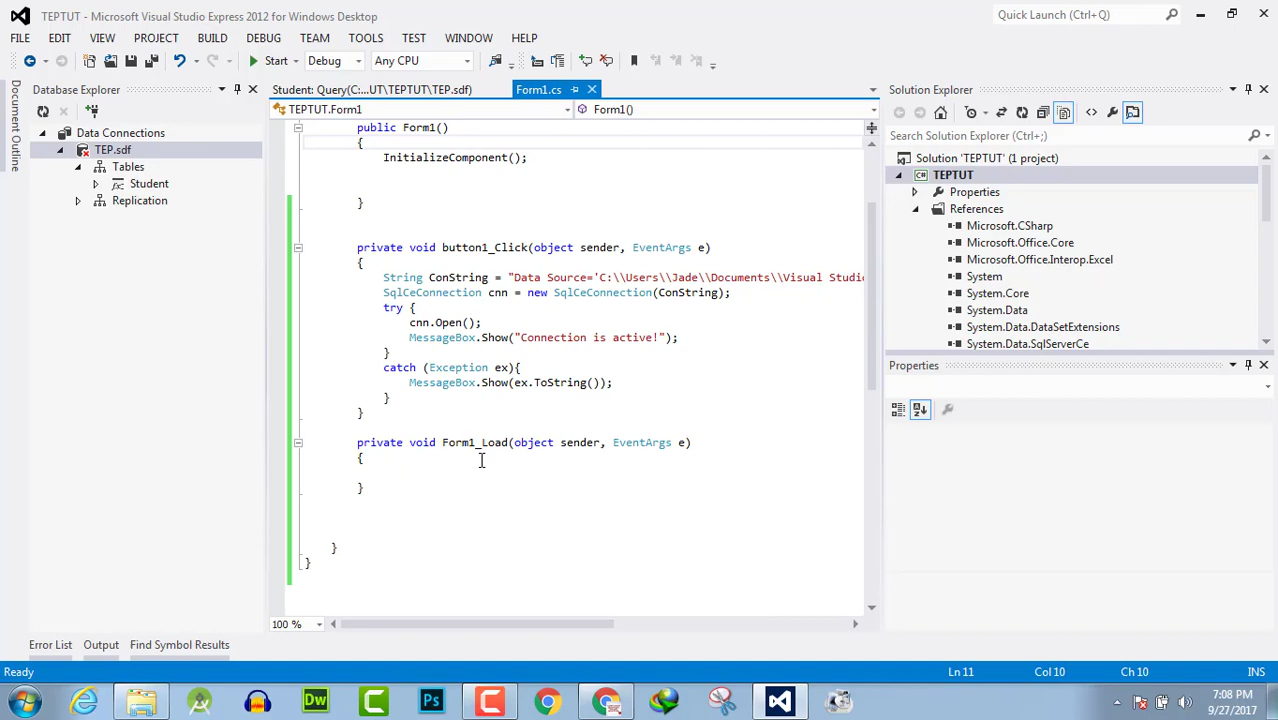 TEPTUT - Microsoft Visual Studio Express 2012 for Windows Desktop
Quick Launch (Ctrl+Q)
FILE EDIT VIEW PROJECT BUILD DEBUG TEAM TOOLS TEST WINDOW HELP
Start Debug Any CPU
Document Outline
Database Explorer
Data Connections
TEP.sdf
Tables
Student
Replication
Student: Query(C:...UT\TEPTUT\TEP.sdf) Form1.cs
TEPTUT.Form1 Form1()
public Form1()
{
InitializeComponent();
}
private void button1_Click(object sender, EventArgs e)
{
String ConString = "Data Source='C:\\Users\\Jade\\Documents\\Visual Studio
SqlCeConnection cnn = new SqlCeConnection(ConString);
try {
cnn.Open();
MessageBox.Show("Connection is active!");
}
catch (Exception ex){
MessageBox.Show(ex.ToString());
}
}
private void Form1_Load(object sender, EventArgs e)
{
}
}
}
100 %
Solution Explorer
Search Solution Explorer (Ctrl+;)
Solution 'TEPTUT' (1 project)
C# TEPTUT
Properties
References
Microsoft.CSharp
Microsoft.Office.Core
Microsoft.Office.Interop.Excel
System
System.Core
System.Data
System.Data.DataSetExtensions
System.Data.SqlServerCe
Properties
Error List Output Find Symbol Results
Ready Ln 11 Col 10 Ch 10 INS
Dw Ps
7:08 PM
9/27/2017